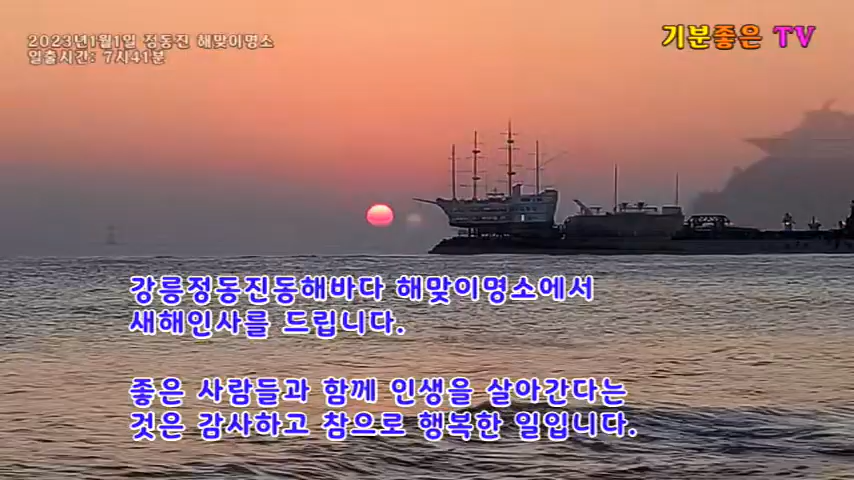 2023년1월1일 정동진 해맞이명소
일출시간: 7시41분
기분좋은 TV
강릉정동진동해바다 해맞이명소에서
새해인사를 드립니다.
좋은 사람들과 함께 인생을 살아간다는
것은 감사하고 참으로 행복한 일입니다.